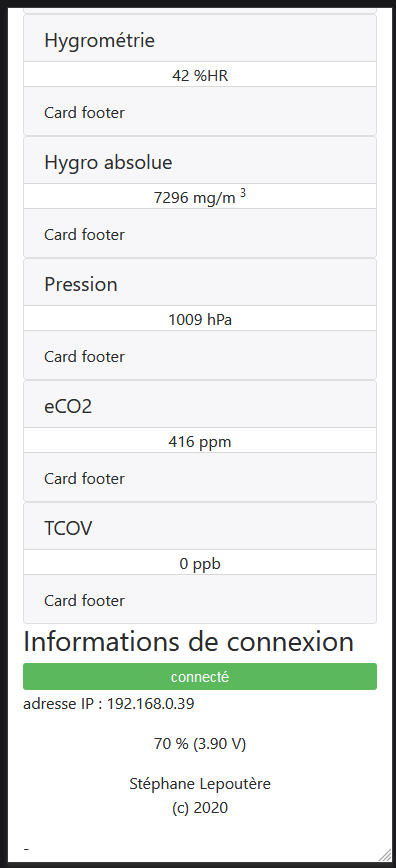 Hygrométrie
42 %HR
Card footer
Hygro absolue
7296 mg/m ³
Card footer
Pression
1009 hPa
Card footer
eCO2
416 ppm
Card footer
TCOV
0 ppb
Card footer
Informations de connexion
connecté
adresse IP : 192.168.0.39
70 % (3.90 V)
Stéphane Lepoutère
(c) 2020
-